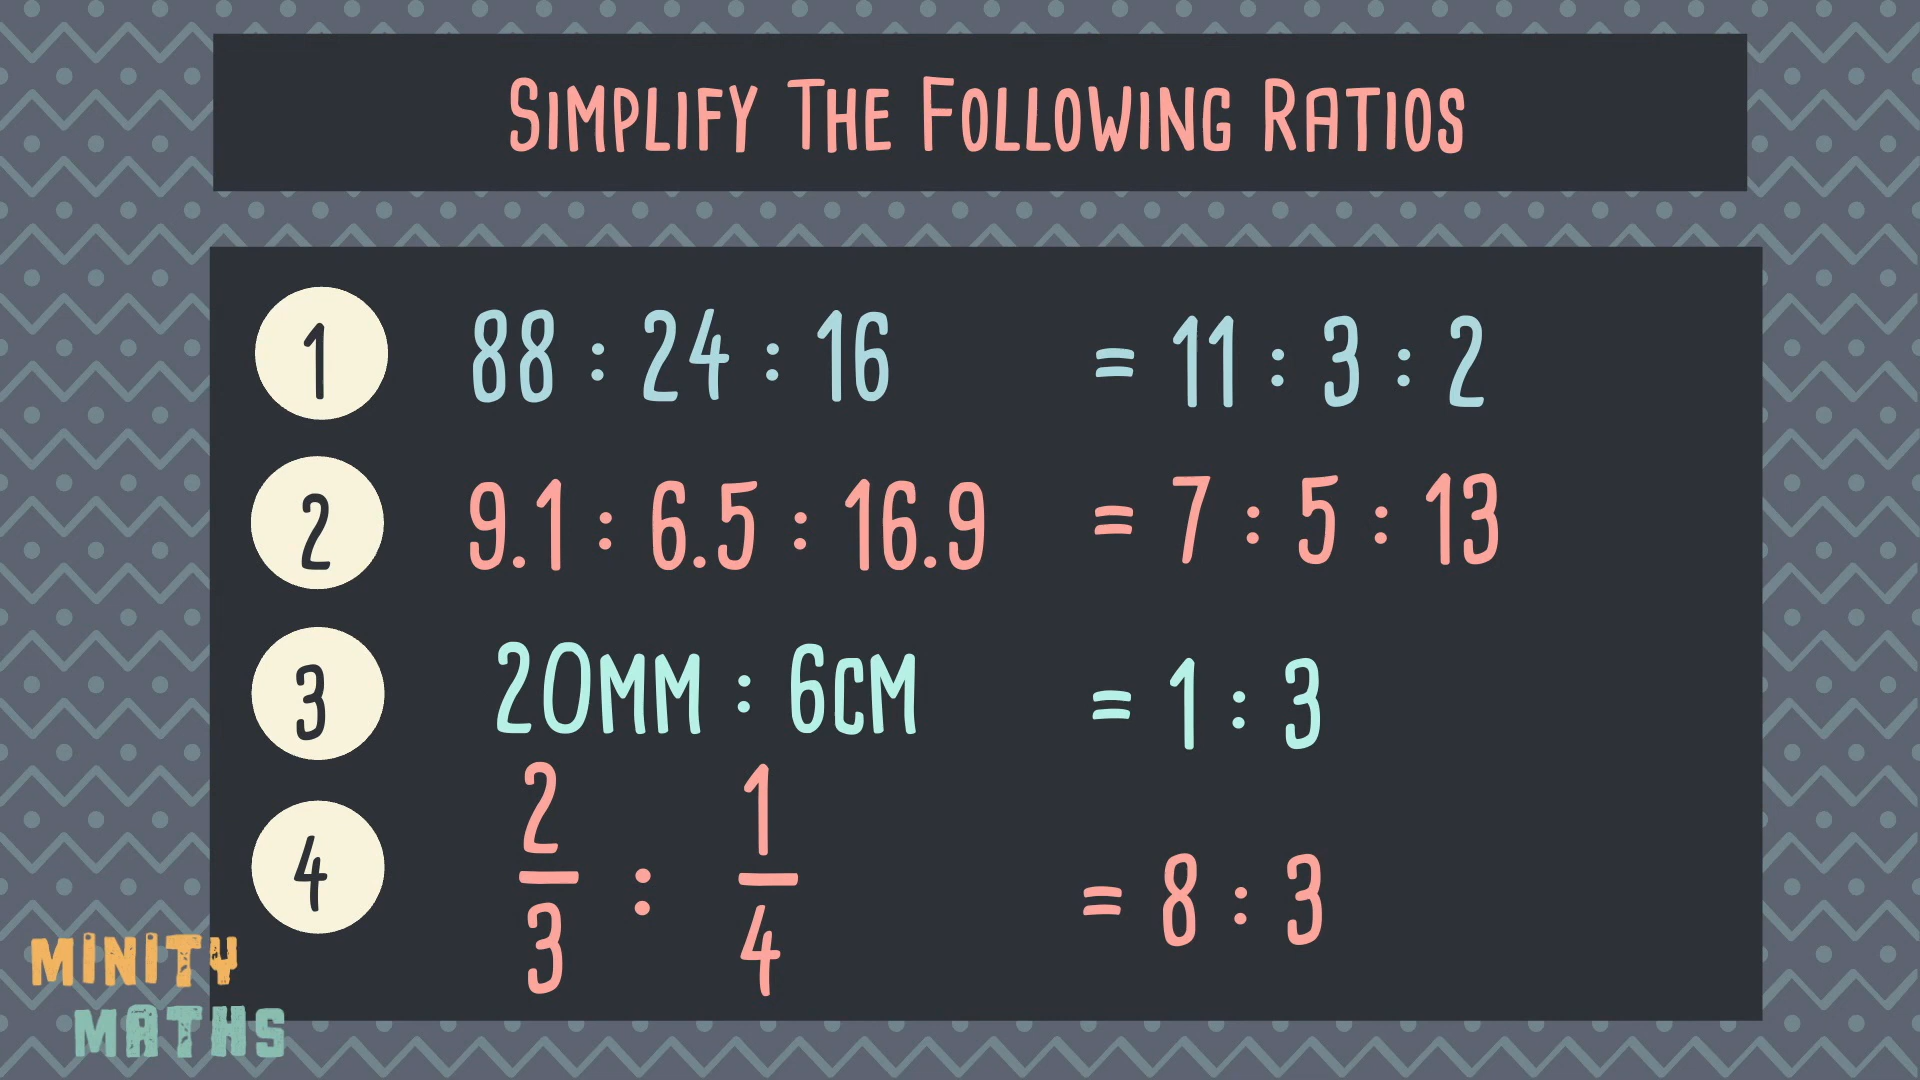 Simplify The Following Ratios
1 88 : 24 : 16 = 11 : 3 : 2
2 9.1 : 6.5 : 16.9 = 7 : 5 : 13
3 20mm : 6cm = 1 : 3
4 2/3 : 1/4 = 8 : 3
MINITY
MATHS